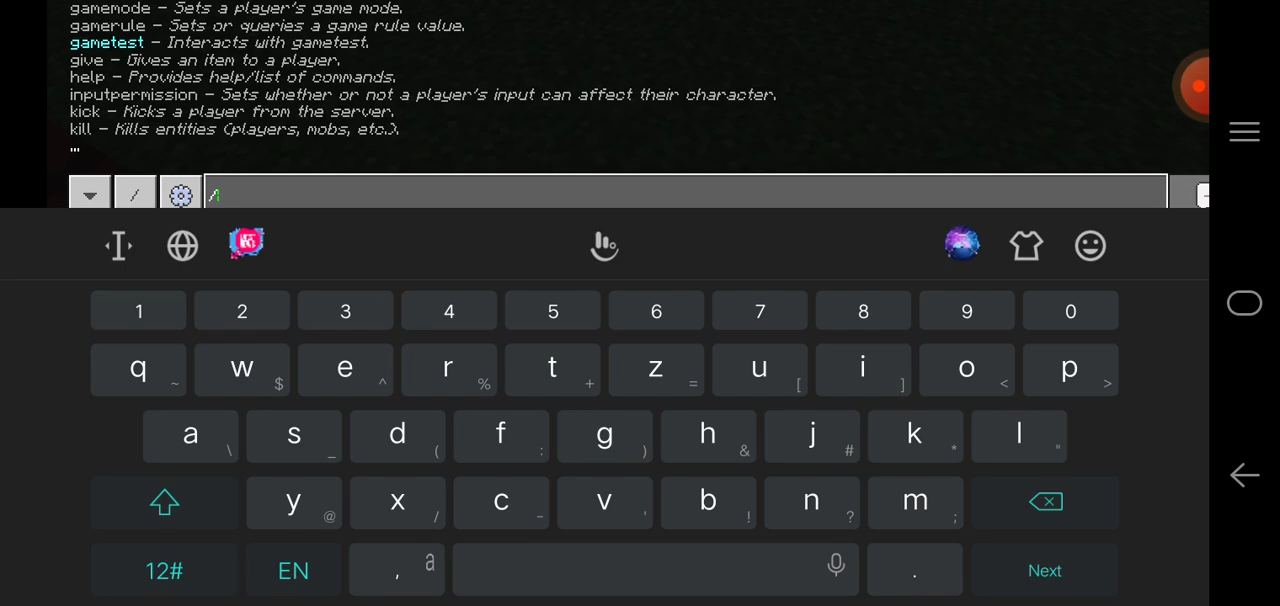 gamemode – Sets a player's game mode.
gamerule – Sets or queries a game rule value.
gametest – Interacts with gametest.
give – Gives an item to a player.
help – Provides help/list of commands.
inputpermission – Sets whether or not a player's input can affect their character.
kick – Kicks a player from the server.
kill – Kills entities (players, mobs, etc.).
...
/ /
1 2 3 4 5 6 7 8 9 0
q ~ w $ e ^ r % t + z = u [ i ] o < p >
a \ s _ d ( f : g ) h & j # k * l "
y @ x / c - v ' b ! n ? m ;
12# EN , a . Next